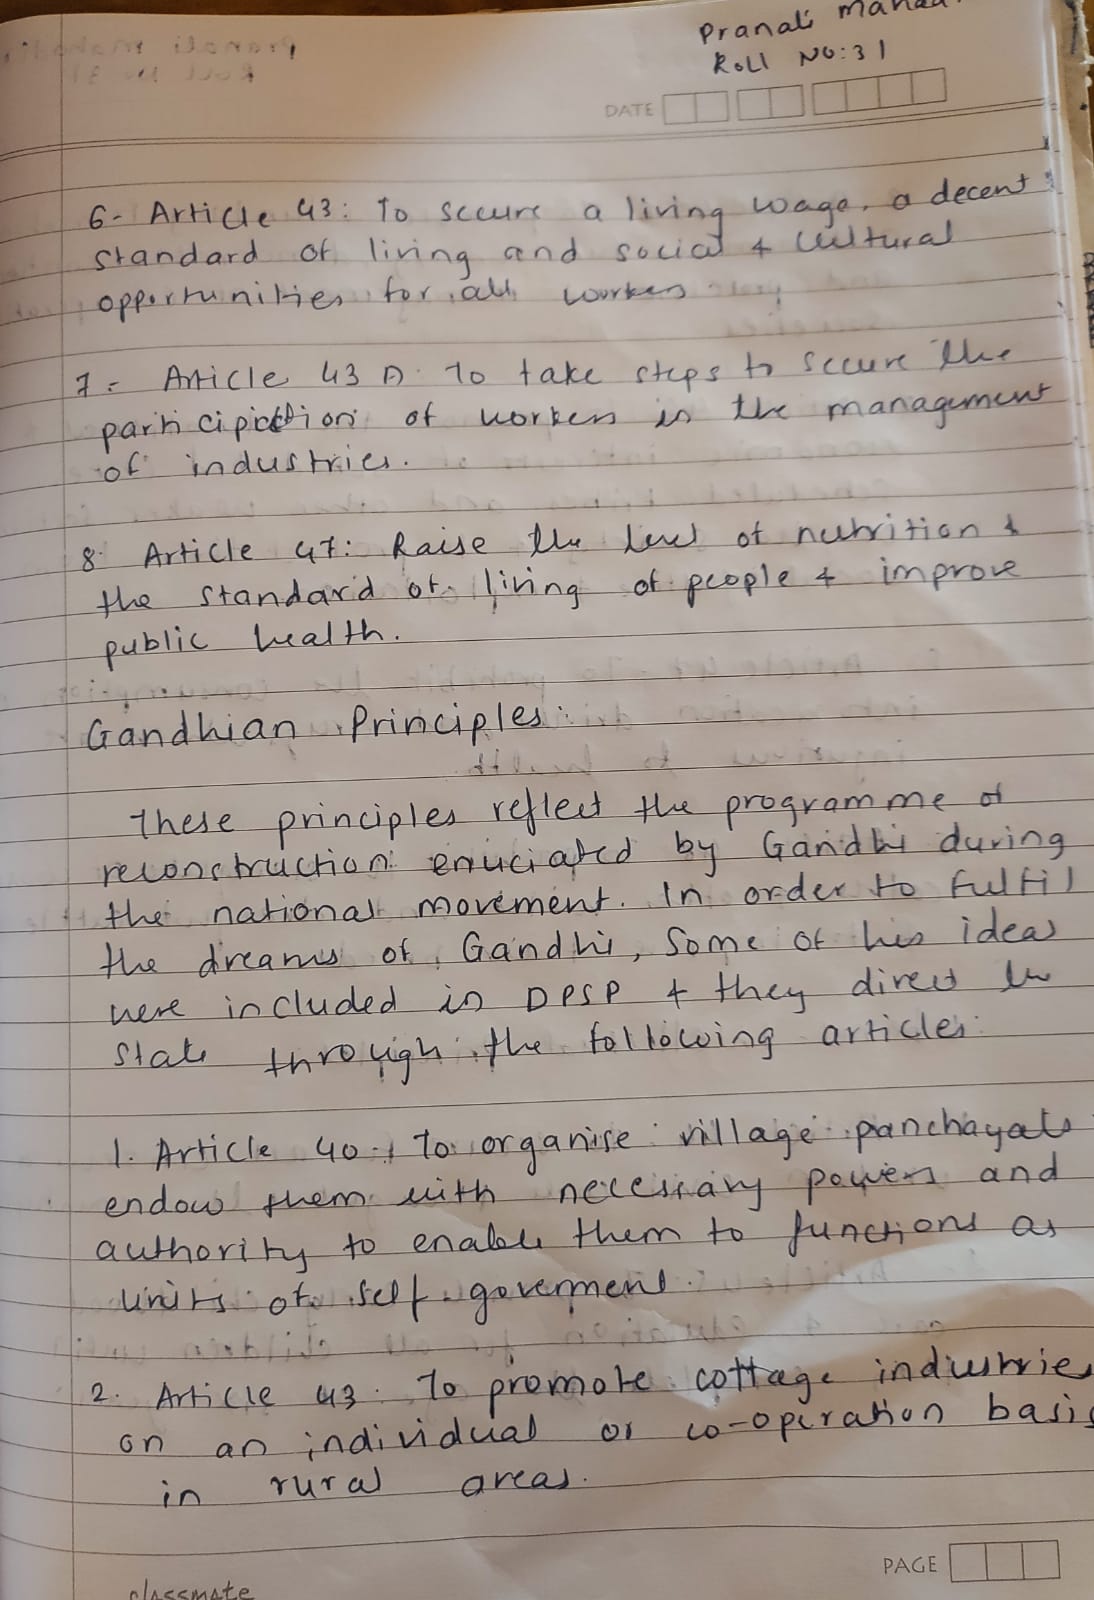 Pranali
Roll No: 31
DATE
6- Article 43: To secure a living wage, a decent
standard of living and social & cultural
opportunities for all workers
7- Article 43 A: To take steps to secure the
participiction of workers in the management
of industries.
8. Article 47: Raise the level of nutrition &
the standard of living of people & improve
public health.
Gandhian Principles:
These principles reflect the programme of
reconstruction enuciated by Gandhi during
the national movement. In order to fulfil
the dreams of Gandhi, Some of his ideas
were included in DPSP & they direct the
State through the following articles:
1. Article 40: To organise village panchayats
endow them with necessary powers and
authority to enable them to functions as
units of self-goverment.
2. Article 43: To promote cottage industries
on an individual or co-operation basis
in rural areas.
PAGE
classmate